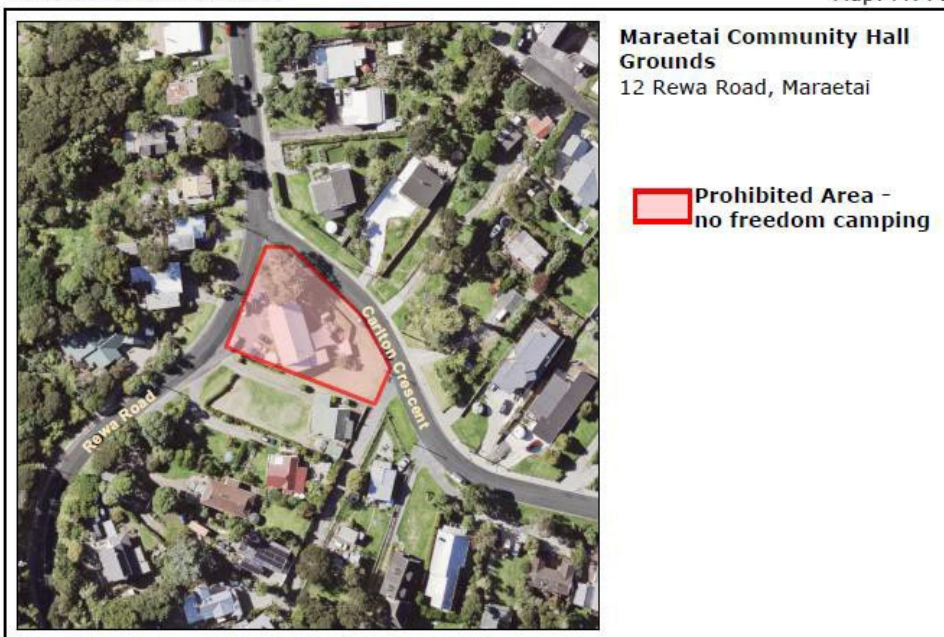 Maraetai Community Hall
Grounds
12 Rewa Road, Maraetai
Prohibited Area -
no freedom camping
Carlton Crescent
Rewa Road